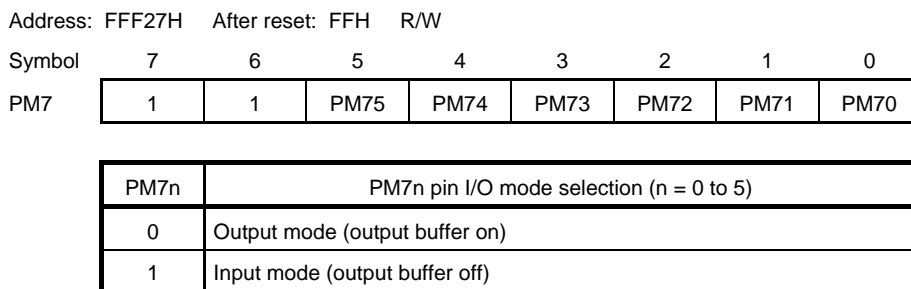 Address: FFF27H After reset: FFH R/W
Symbol 7 6 5 4 3 2 1 0
PM7 1 1 PM75 PM74 PM73 PM72 PM71 PM70
PM7n PM7n pin I/O mode selection (n = 0 to 5)
0 Output mode (output buffer on)
1 Input mode (output buffer off)